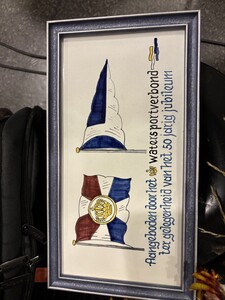 Aangeboden door het watersportverbond
ter gelegenheid van het 50 jarig jubileum